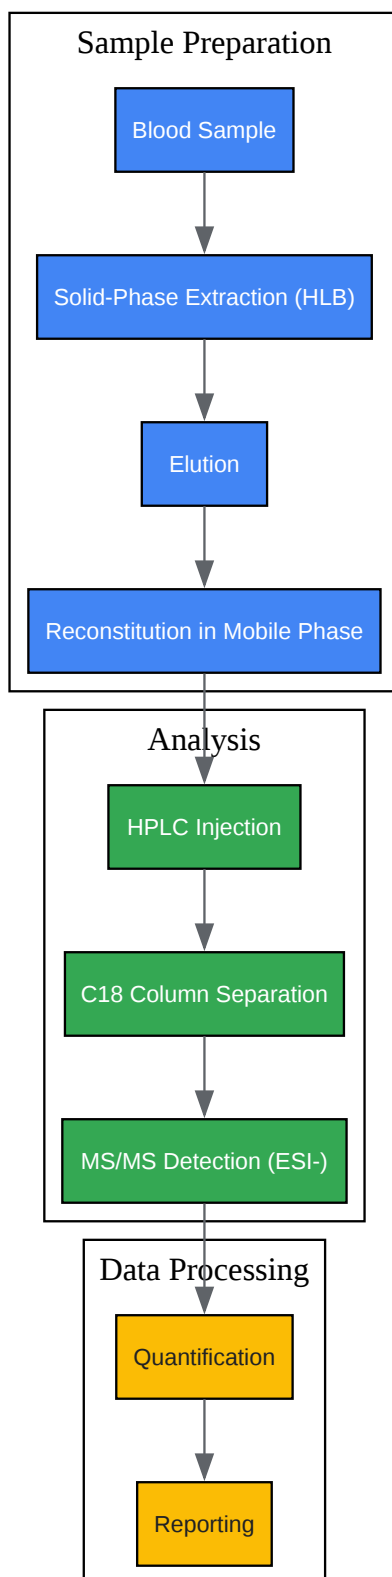 Sample Preparation
Blood Sample
Solid-Phase Extraction (HLB)
Elution
Reconstitution in Mobile Phase
Analysis
HPLC Injection
C18 Column Separation
MS/MS Detection (ESI-)
Data Processing
Quantification
Reporting